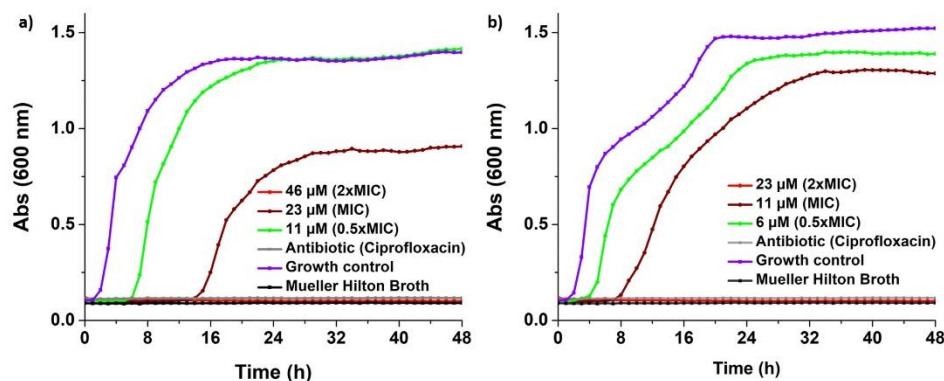 a)
1.5
1.0
0.5
0.0
Abs (600 nm)
46 µM (2xMIC)
23 µM (MIC)
11 µM (0.5xMIC)
Antibiotic (Ciprofloxacin)
Growth control
Mueller Hilton Broth
0 8 16 24 32 40 48
Time (h)
b)
1.5
1.0
0.5
0.0
Abs (600 nm)
23 µM (2xMIC)
11 µM (MIC)
6 µM (0.5xMIC)
Antibiotic (Ciprofloxacin)
Growth control
Mueller Hilton Broth
0 8 16 24 32 40 48
Time (h)